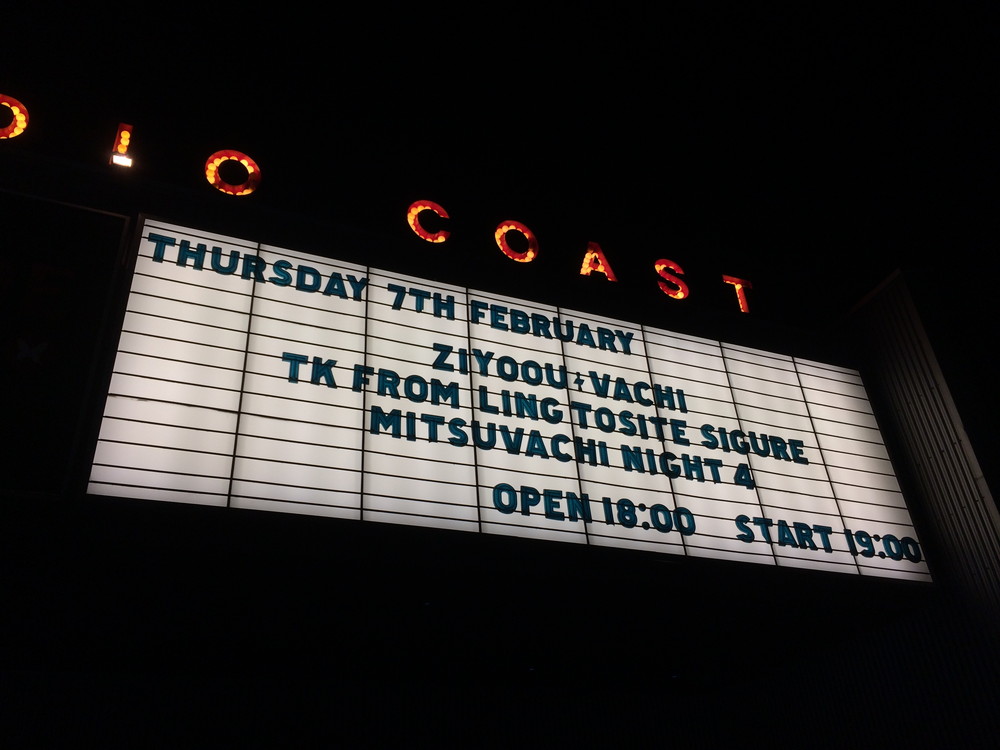 DIO COAST
THURSDAY 7TH FEBRUARY
ZIYOOU-VACHI
TK FROM LING TOSITE SIGURE
MITSUVACHI NIGHT 4
OPEN 18:00 START 19:00